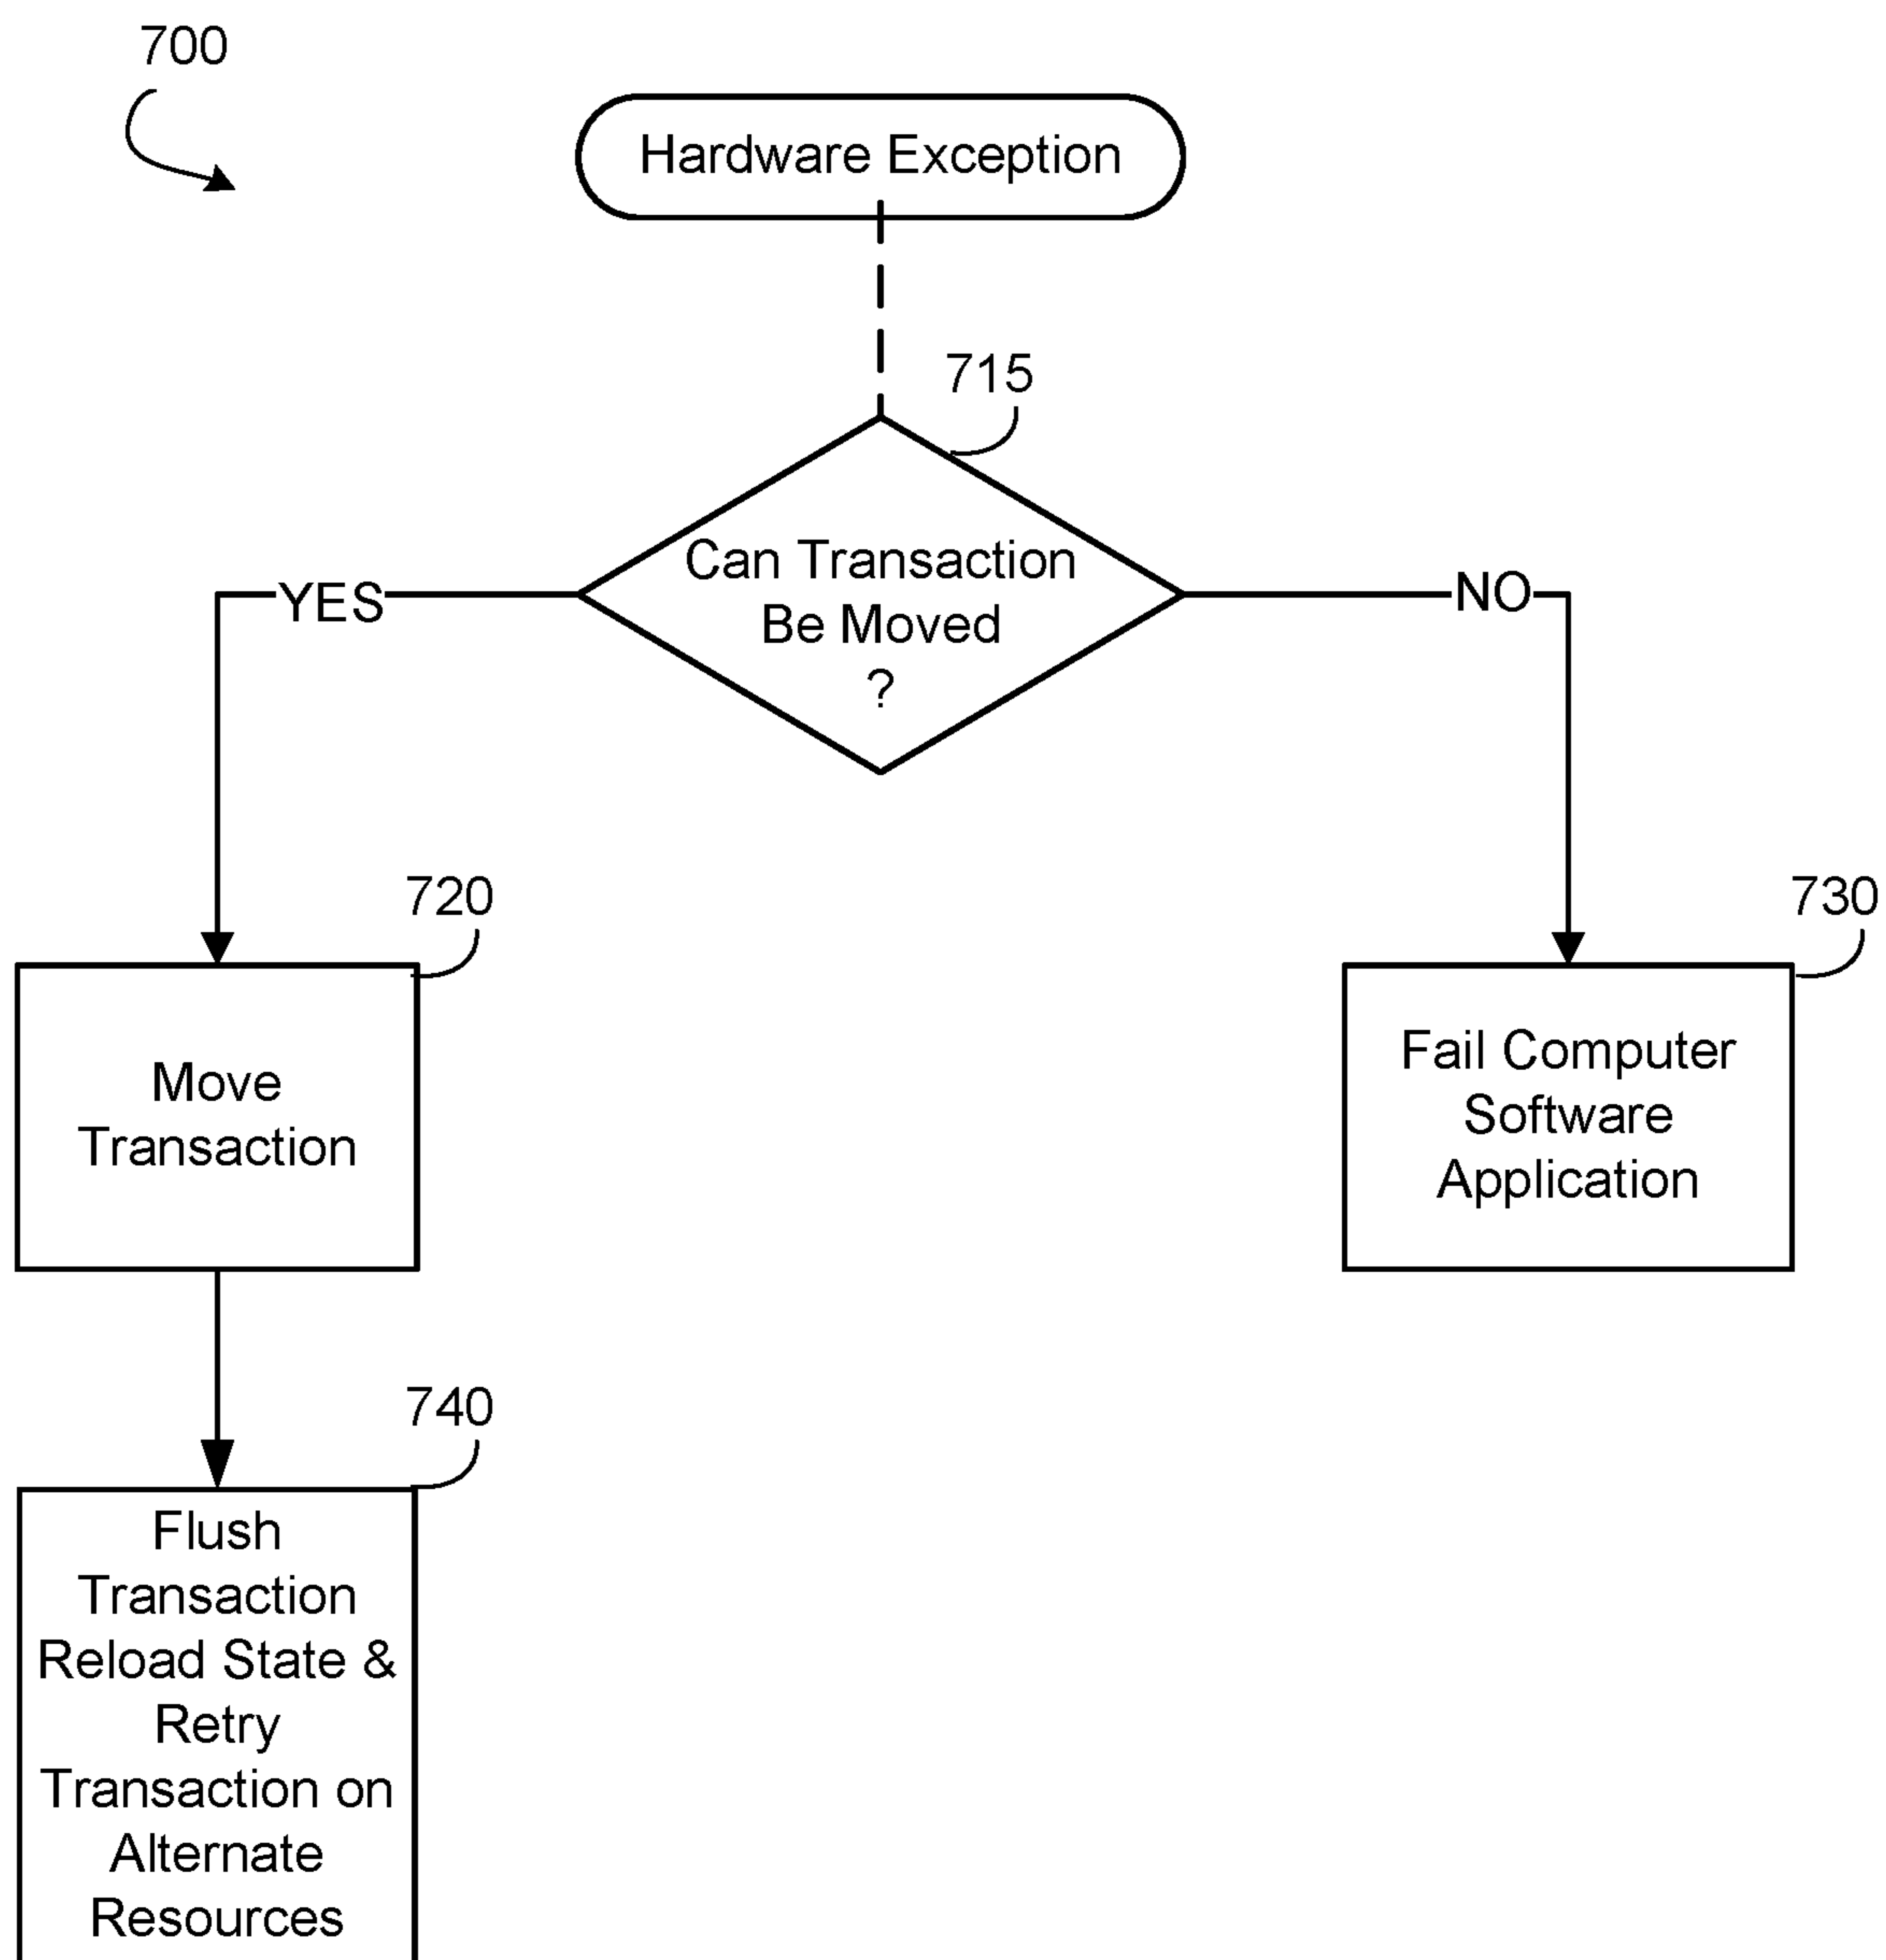 700
Hardware Exception
715
Can Transaction
Be Moved
?
YES
NO
720
730
Move
Transaction
Fail Computer
Software
Application
740
Flush
Transaction
Reload State &
Retry
Transaction on
Alternate
Resources